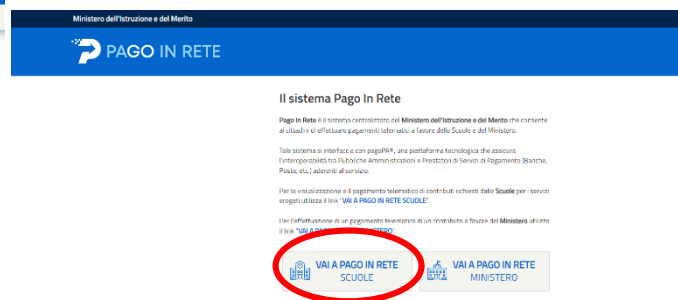 Ministero dell'Istruzione e del Merito
PAGO IN RETE
Il sistema Pago In Rete
Pago In Rete è il sistema centralizzato del Ministero dell'Istruzione e del Merito che consente
ai cittadini di effettuare pagamenti telematici a favore delle Scuole e del Ministero.
Tale sistema si interfaccia con pagoPA®, una piattaforma tecnologica che assicura
l'interoperabilità tra Pubbliche Amministrazioni e Prestatori di Servizi di Pagamento (Banche,
Poste, etc.) aderenti al servizio.
Per la visualizzazione e il pagamento telematico di contributi richiesti dalle Scuole per i servizi
erogati utilizza il link "VAI A PAGO IN RETE SCUOLE".
Per l'effettuazione di un pagamento telematico di un contributo a favore del Ministero utilizza
il link "VAI A PAGO IN RETE MINISTERO".
VAI A PAGO IN RETE
SCUOLE
VAI A PAGO IN RETE
MINISTERO